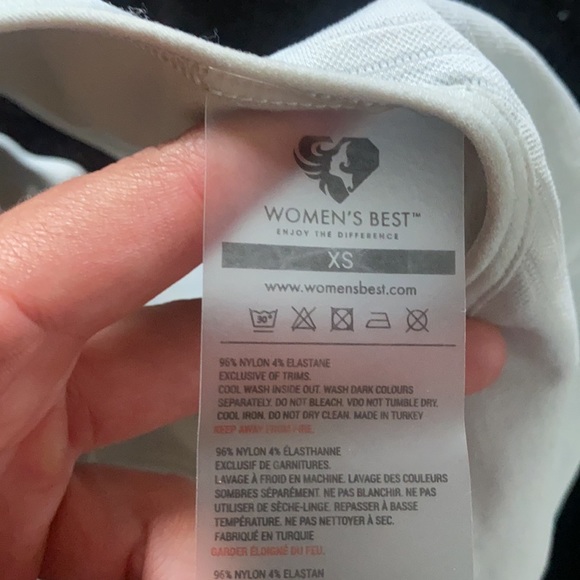 WOMEN'S BEST™
ENJOY THE DIFFERENCE
XS
www.womensbest.com
30°
96% NYLON 4% ELASTANE
EXCLUSIVE OF TRIMS.
COOL WASH INSIDE OUT. WASH DARK COLOURS
SEPARATELY. DO NOT BLEACH. VDO NOT TUMBLE DRY.
COOL IRON. DO NOT DRY CLEAN. MADE IN TURKEY
KEEP AWAY FROM FIRE.
96% NYLON 4% ÉLASTHANNE
EXCLUSIF DE GARNITURES.
LAVAGE À FROID EN MACHINE. LAVAGE DES COULEURS
SOMBRES SÉPARÉMENT. NE PAS BLANCHIR. NE PAS
UTILISER DE SÈCHE-LINGE. REPASSER À BASSE
TEMPÉRATURE. NE PAS NETTOYER À SEC.
FABRIQUÉ EN TURQUIE
GARDER ÉLOIGNÉ DU FEU.
96% NYLON 4% ELASTAN